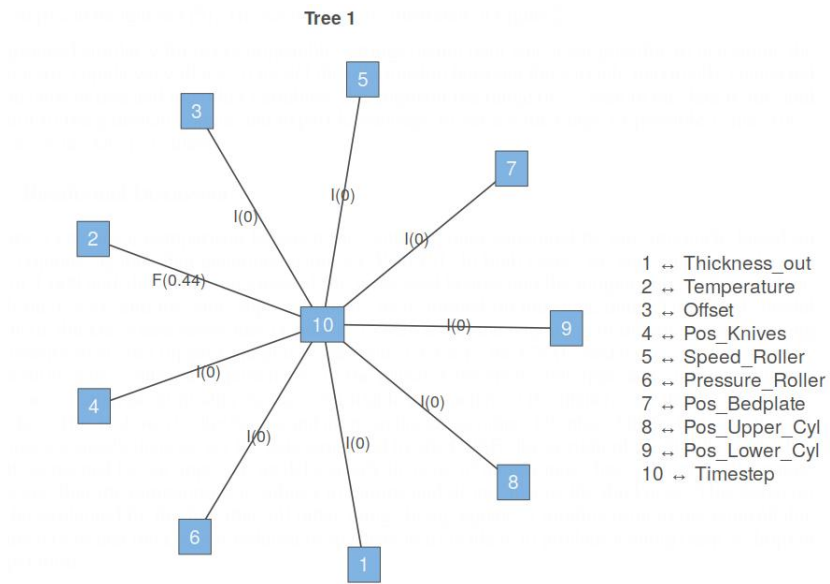 Tree 1
5
3
7
I(0)
I(0)
I(0)
2
F(0.44)
10
I(0)
9
I(0)
I(0)
4
I(0)
I(0)
8
6
1
1 ↔ Thickness_out
2 ↔ Temperature
3 ↔ Offset
4 ↔ Pos_Knives
5 ↔ Speed_Roller
6 ↔ Pressure_Roller
7 ↔ Pos_Bedplate
8 ↔ Pos_Upper_Cyl
9 ↔ Pos_Lower_Cyl
10 ↔ Timestep